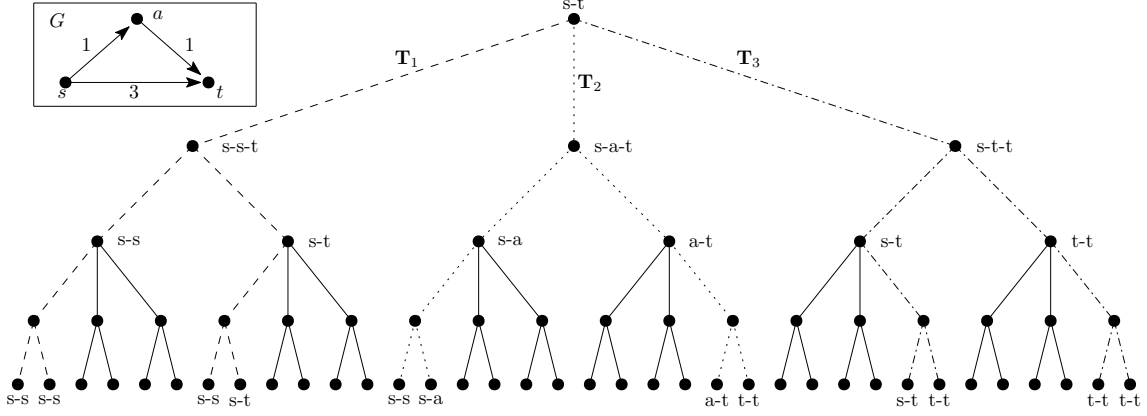 s-t
G
a
1
1
s
3
t
T1
T2
T3
s-s-t
s-a-t
s-t-t
s-s
s-t
s-a
a-t
s-t
t-t
s-s s-s s-s s-t s-s s-a a-t t-t s-t t-t t-t t-t